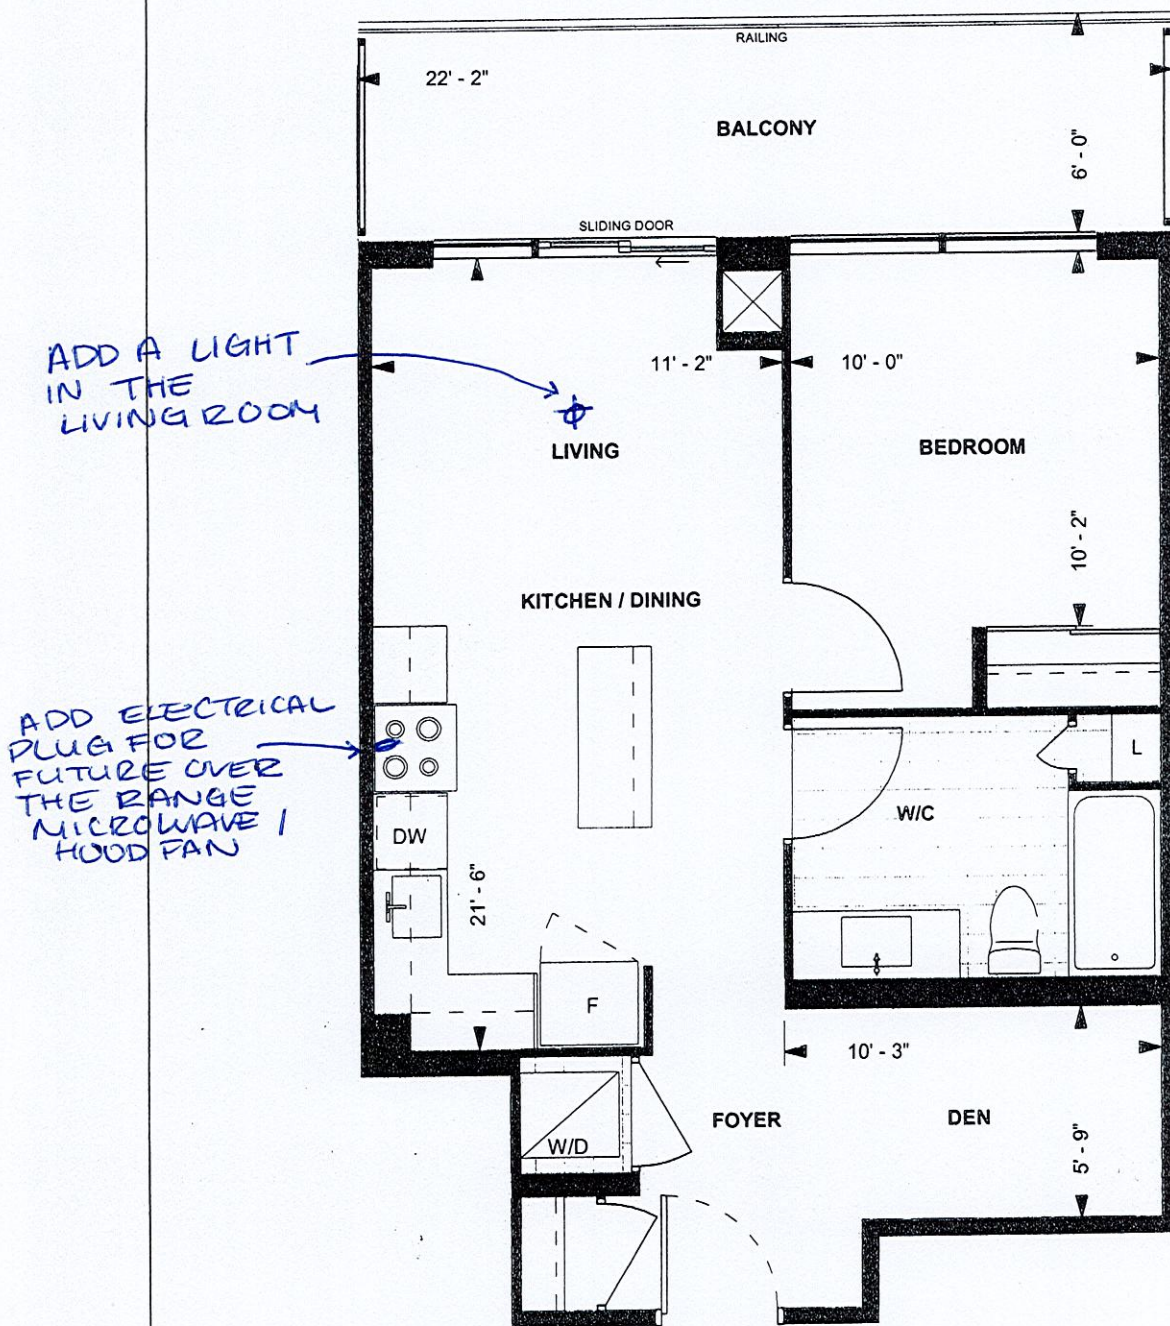 RAILING
22' - 2"
BALCONY
6' - 0"
SLIDING DOOR
ADD A LIGHT
IN THE
LIVING ROOM
11' - 2"
10' - 0"
LIVING
BEDROOM
10' - 2"
KITCHEN / DINING
ADD ELECTRICAL
PLUG FOR
FUTURE OVER
THE RANGE
MICROWAVE /
HOOD FAN
L
W/C
DW
21' - 6"
F
10' - 3"
FOYER
DEN
W/D
5' - 9"